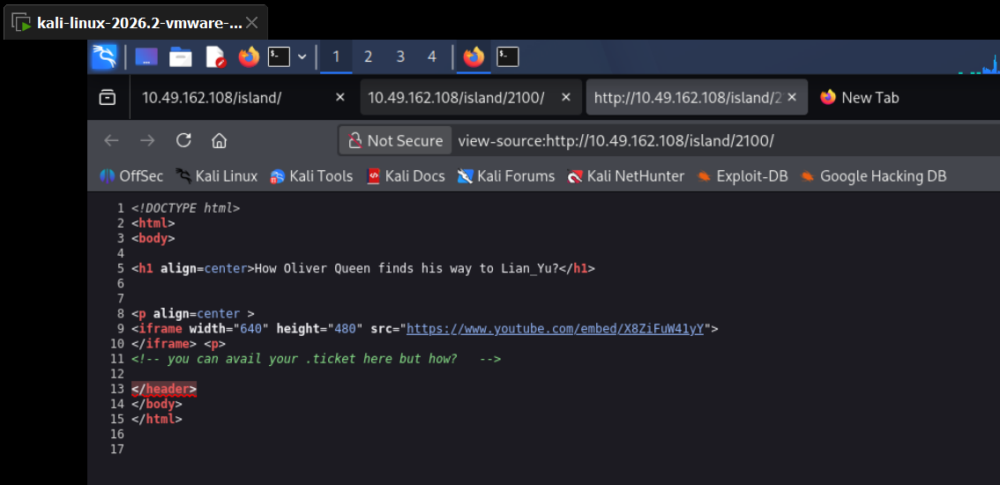 kali-linux-2026.2-vmware-...
1 2 3 4
10.49.162.108/island/ 10.49.162.108/island/2100/ http://10.49.162.108/island/2 New Tab
Not Secure view-source:http://10.49.162.108/island/2100/
OffSec Kali Linux Kali Tools Kali Docs Kali Forums Kali NetHunter Exploit-DB Google Hacking DB
1 <!DOCTYPE html>
2 <html>
3 <body>
4
5 <h1 align=center>How Oliver Queen finds his way to Lian_Yu?</h1>
6
7
8 <p align=center >
9 <iframe width="640" height="480" src="https://www.youtube.com/embed/X8ZiFuW41yY">
10 </iframe> <p>
11 <!-- you can avail your .ticket here but how?   -->
12
13 </header>
14 </body>
15 </html>
16
17